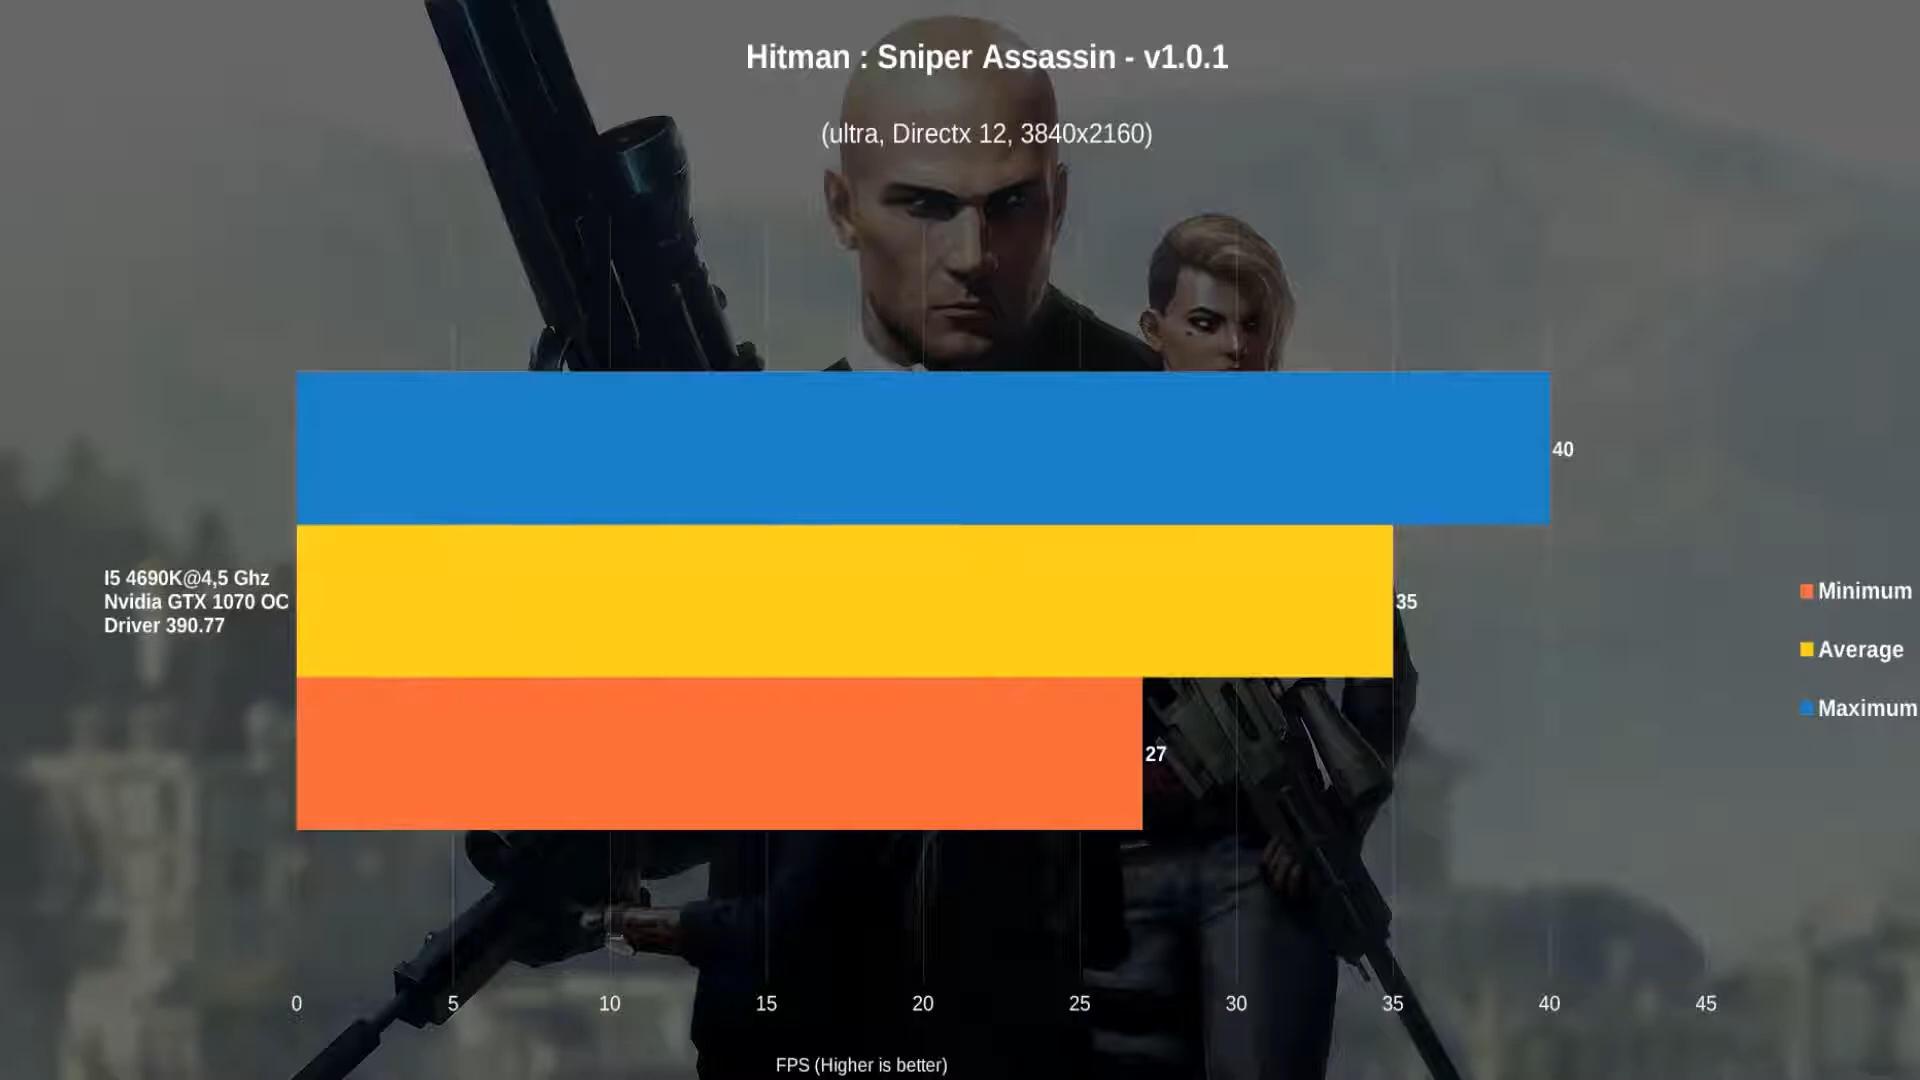 Hitman : Sniper Assassin - v1.0.1
(ultra, Directx 12, 3840x2160)
40
I5 4690K@4,5 Ghz
Nvidia GTX 1070 OC
Driver 390.77
35
27
Minimum
Average
Maximum
0 5 10 15 20 25 30 35 40 45
FPS (Higher is better)